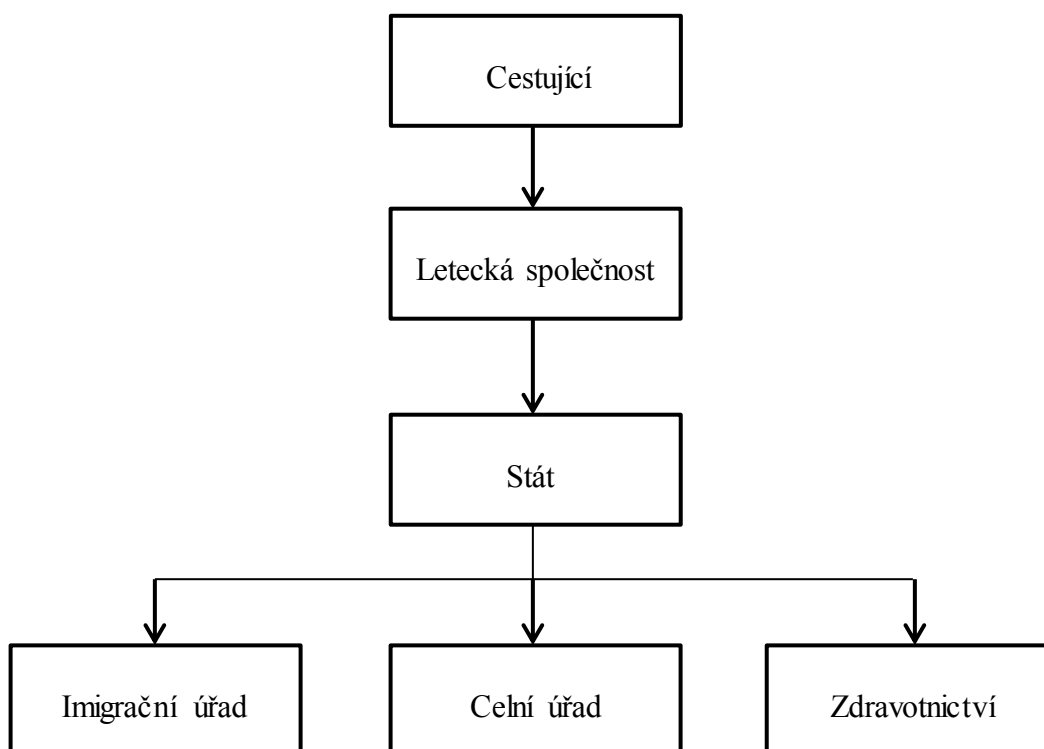 Cestující
Letecká společnost
Stát
Imigrační úřad
Celní úřad
Zdravotnictví